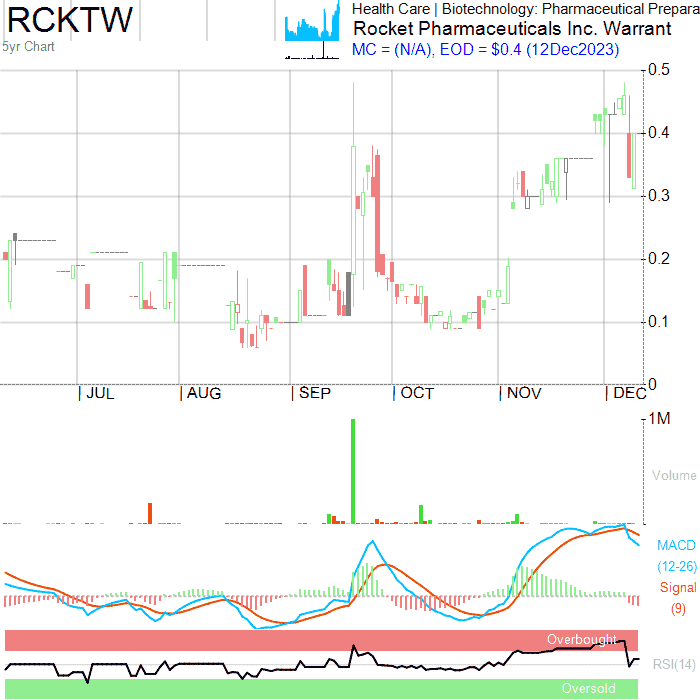 RCKTW
5yr Chart
Health Care | Biotechnology: Pharmaceutical Prepara
Rocket Pharmaceuticals Inc. Warrant
MC = (N/A), EOD = $0.4 (12Dec2023)
0.5
0.4
0.3
0.2
0.1
0
| JUL | AUG | SEP | OCT | NOV | DEC
1M
Volume
MACD
(12-26)
Signal
(9)
Overbought
RSI(14)
Oversold